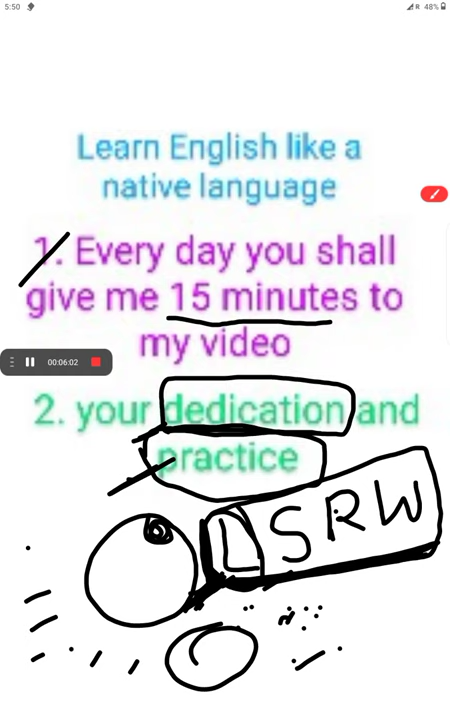 5:50
R 48%
Learn English like a
native language
1. Every day you shall
give me 15 minutes to
my video
00:06:02
2. your dedication and
practice
LSRW